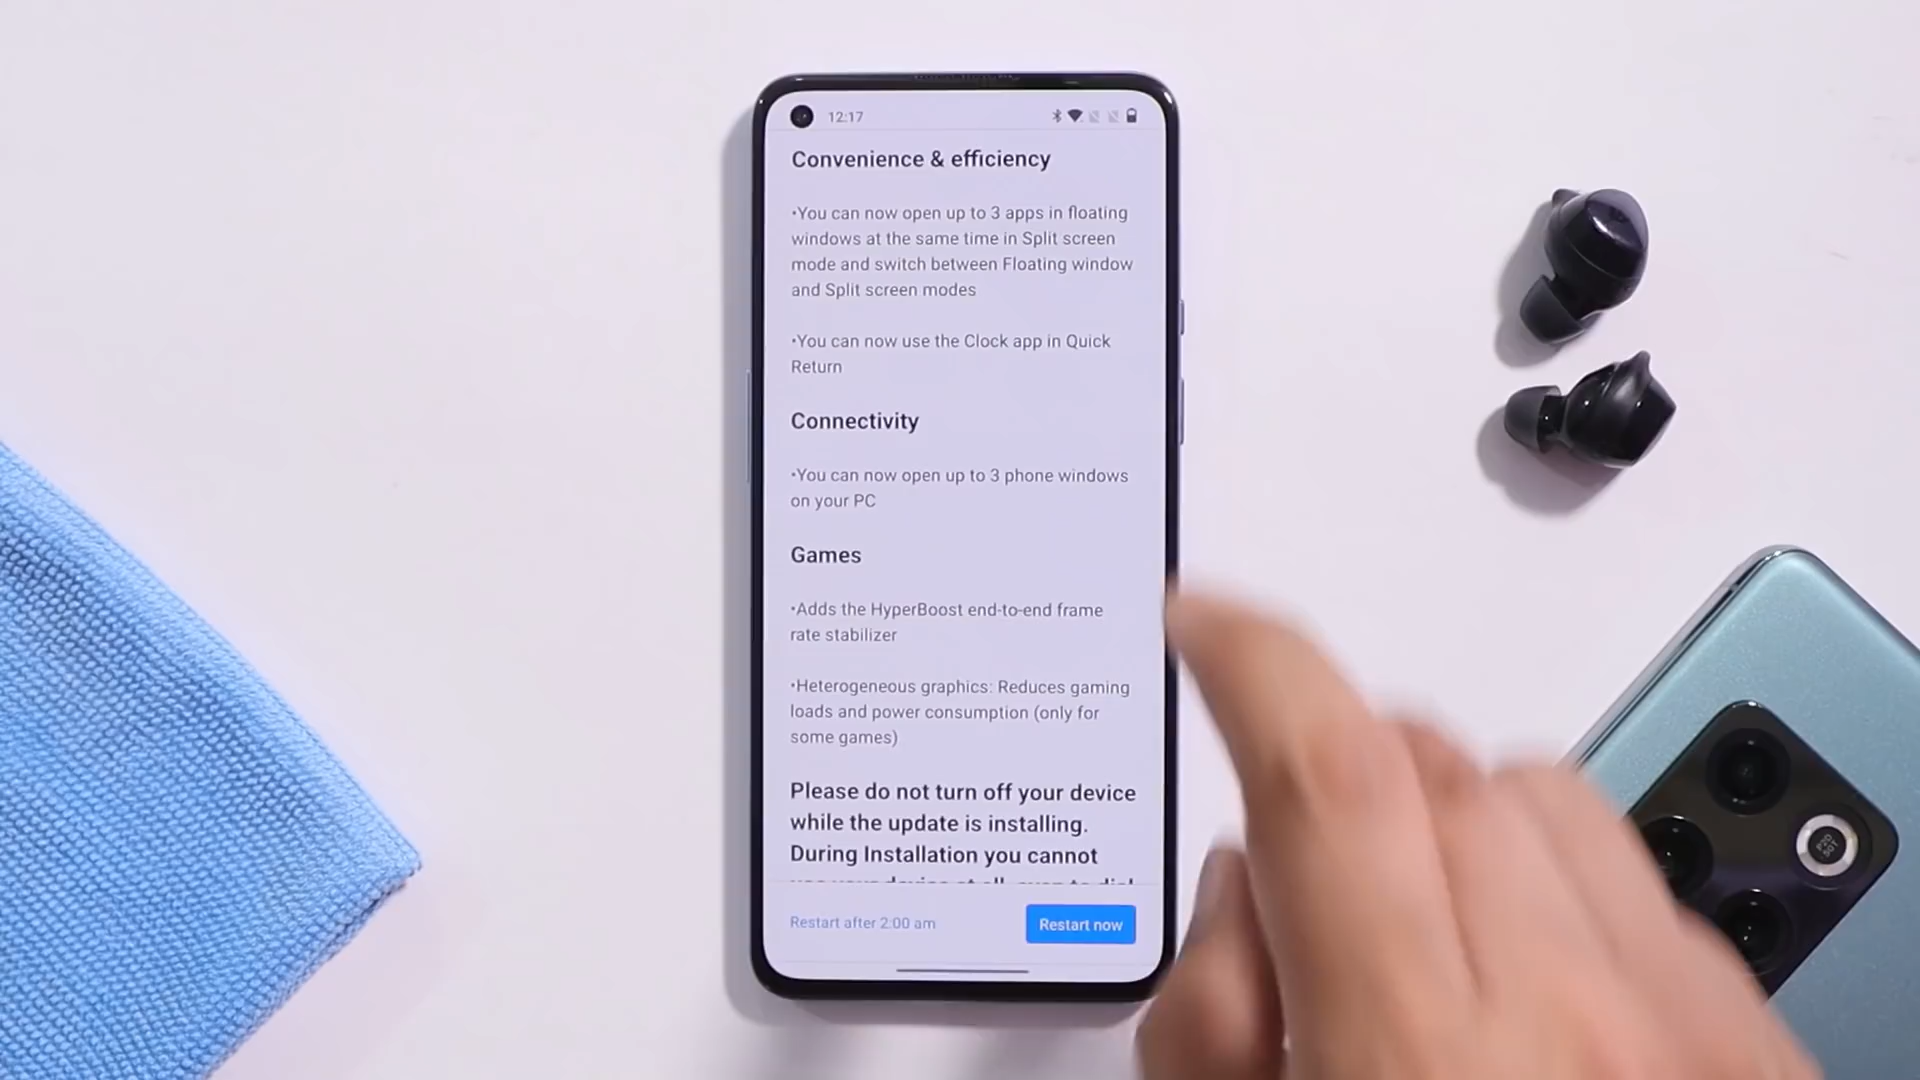 12:17
Convenience & efficiency
•You can now open up to 3 apps in floating
windows at the same time in Split screen
mode and switch between Floating window
and Split screen modes
•You can now use the Clock app in Quick
Return
Connectivity
•You can now open up to 3 phone windows
on your PC
Games
•Adds the HyperBoost end-to-end frame
rate stabilizer
•Heterogeneous graphics: Reduces gaming
loads and power consumption (only for
some games)
Please do not turn off your device
while the update is installing.
During Installation you cannot
Restart after 2:00 am
Restart now